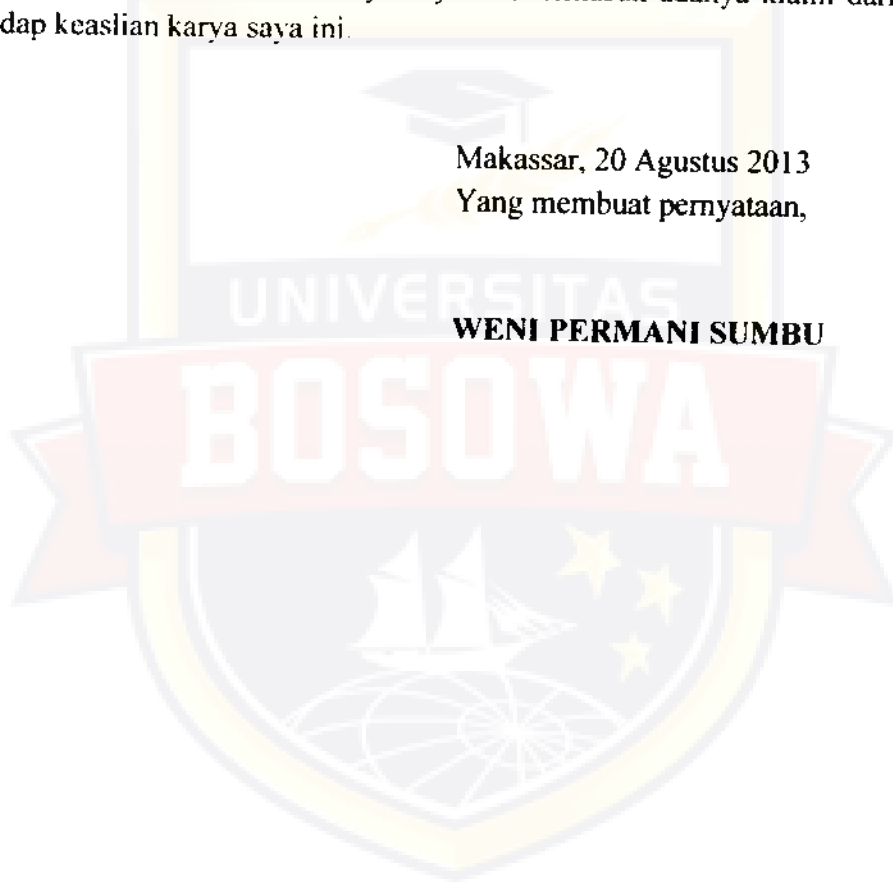 dap keaslian karya saya ini.
Makassar, 20 Agustus 2013
Yang membuat pernyataan,
WENI PERMANI SUMBU
UNIVERSITAS
BOSOWA